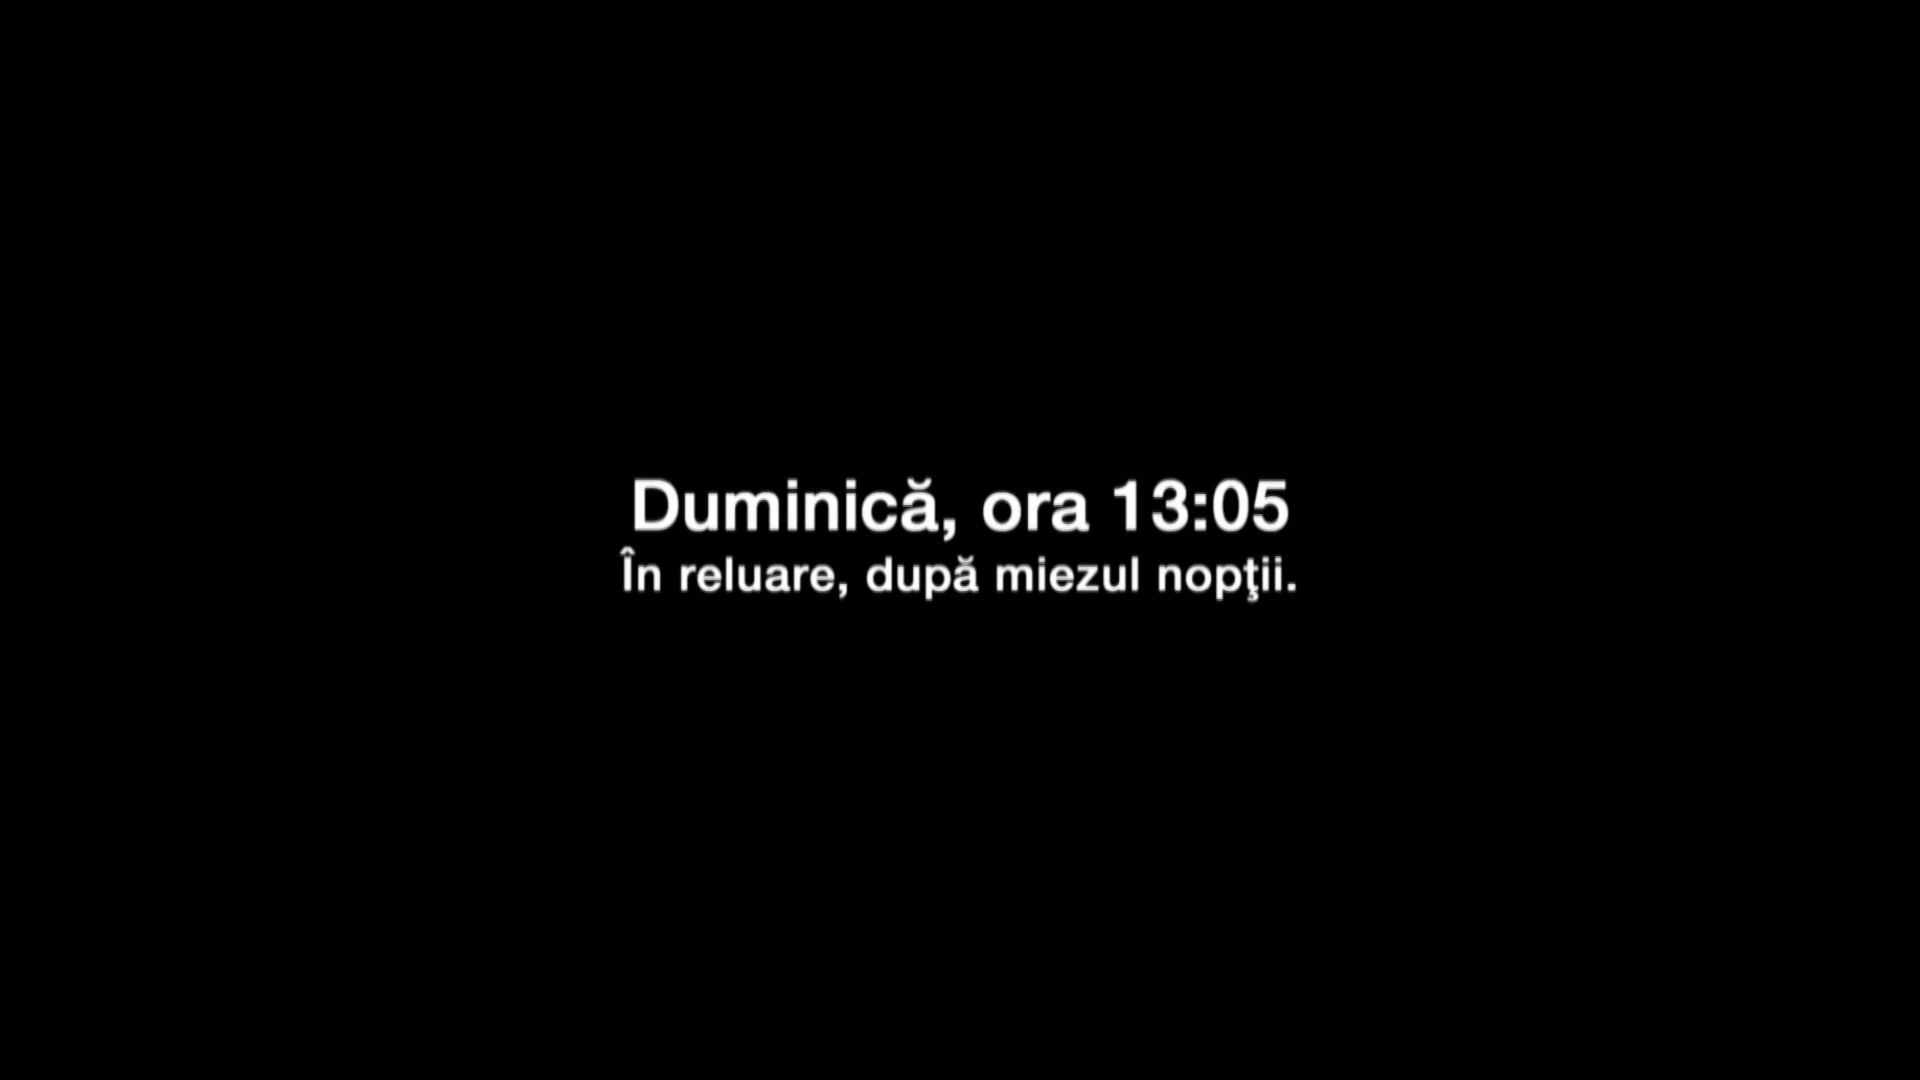 Duminică, ora 13:05
În reluare, după miezul nopţii.